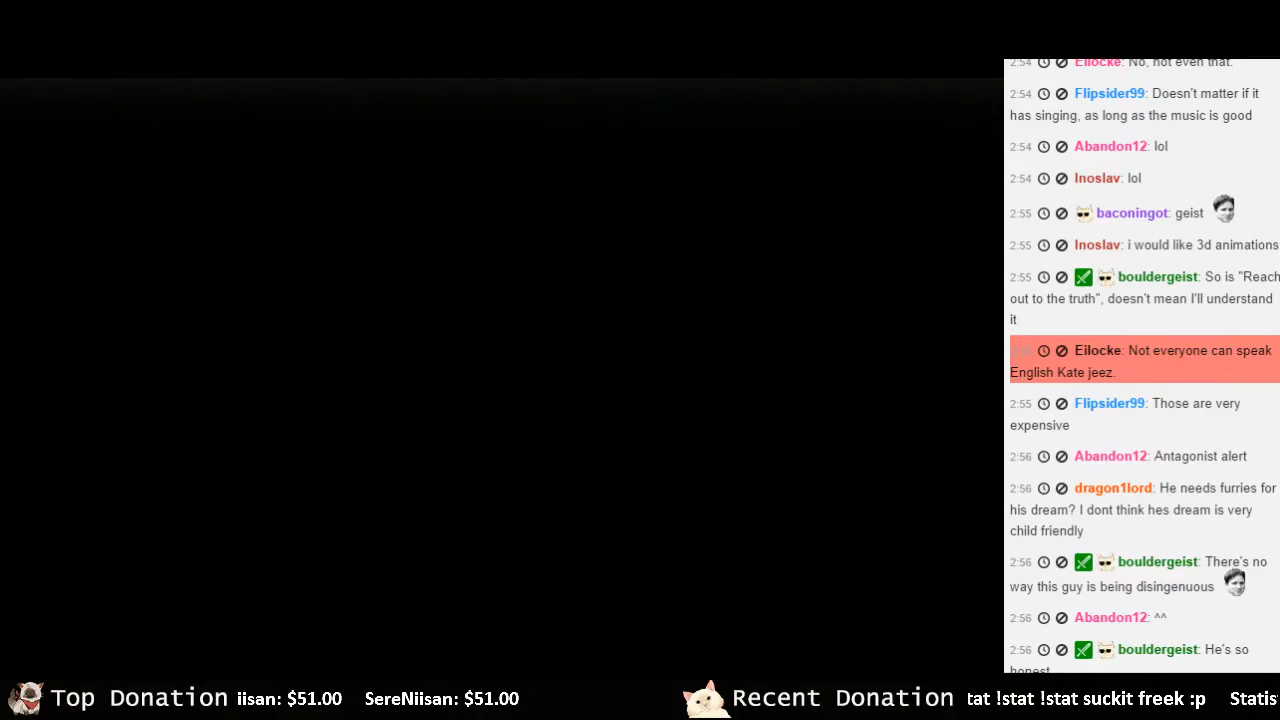 2:54 Eilocke: No, not even that.
2:54 Flipsider99: Doesn't matter if it
has singing, as long as the music is good
2:54 Abandon12: lol
2:54 Inoslav: lol
2:55 baconingot: geist
2:55 Inoslav: i would like 3d animations
2:55 bouldergeist: So is "Reach
out to the truth", doesn't mean I'll understand
it
Eilocke: Not everyone can speak
English Kate jeez.
2:55 Flipsider99: Those are very
expensive
2:56 Abandon12: Antagonist alert
2:56 dragon1lord: He needs furries for
his dream? I dont think hes dream is very
child friendly
2:56 bouldergeist: There's no
way this guy is being disingenuous
2:56 Abandon12: ^^
2:56 bouldergeist: He's so
honest
Top Donation iisan: $51.00 SereNiisan: $51.00 Recent Donation tat !stat !stat suckit freek :p Statis